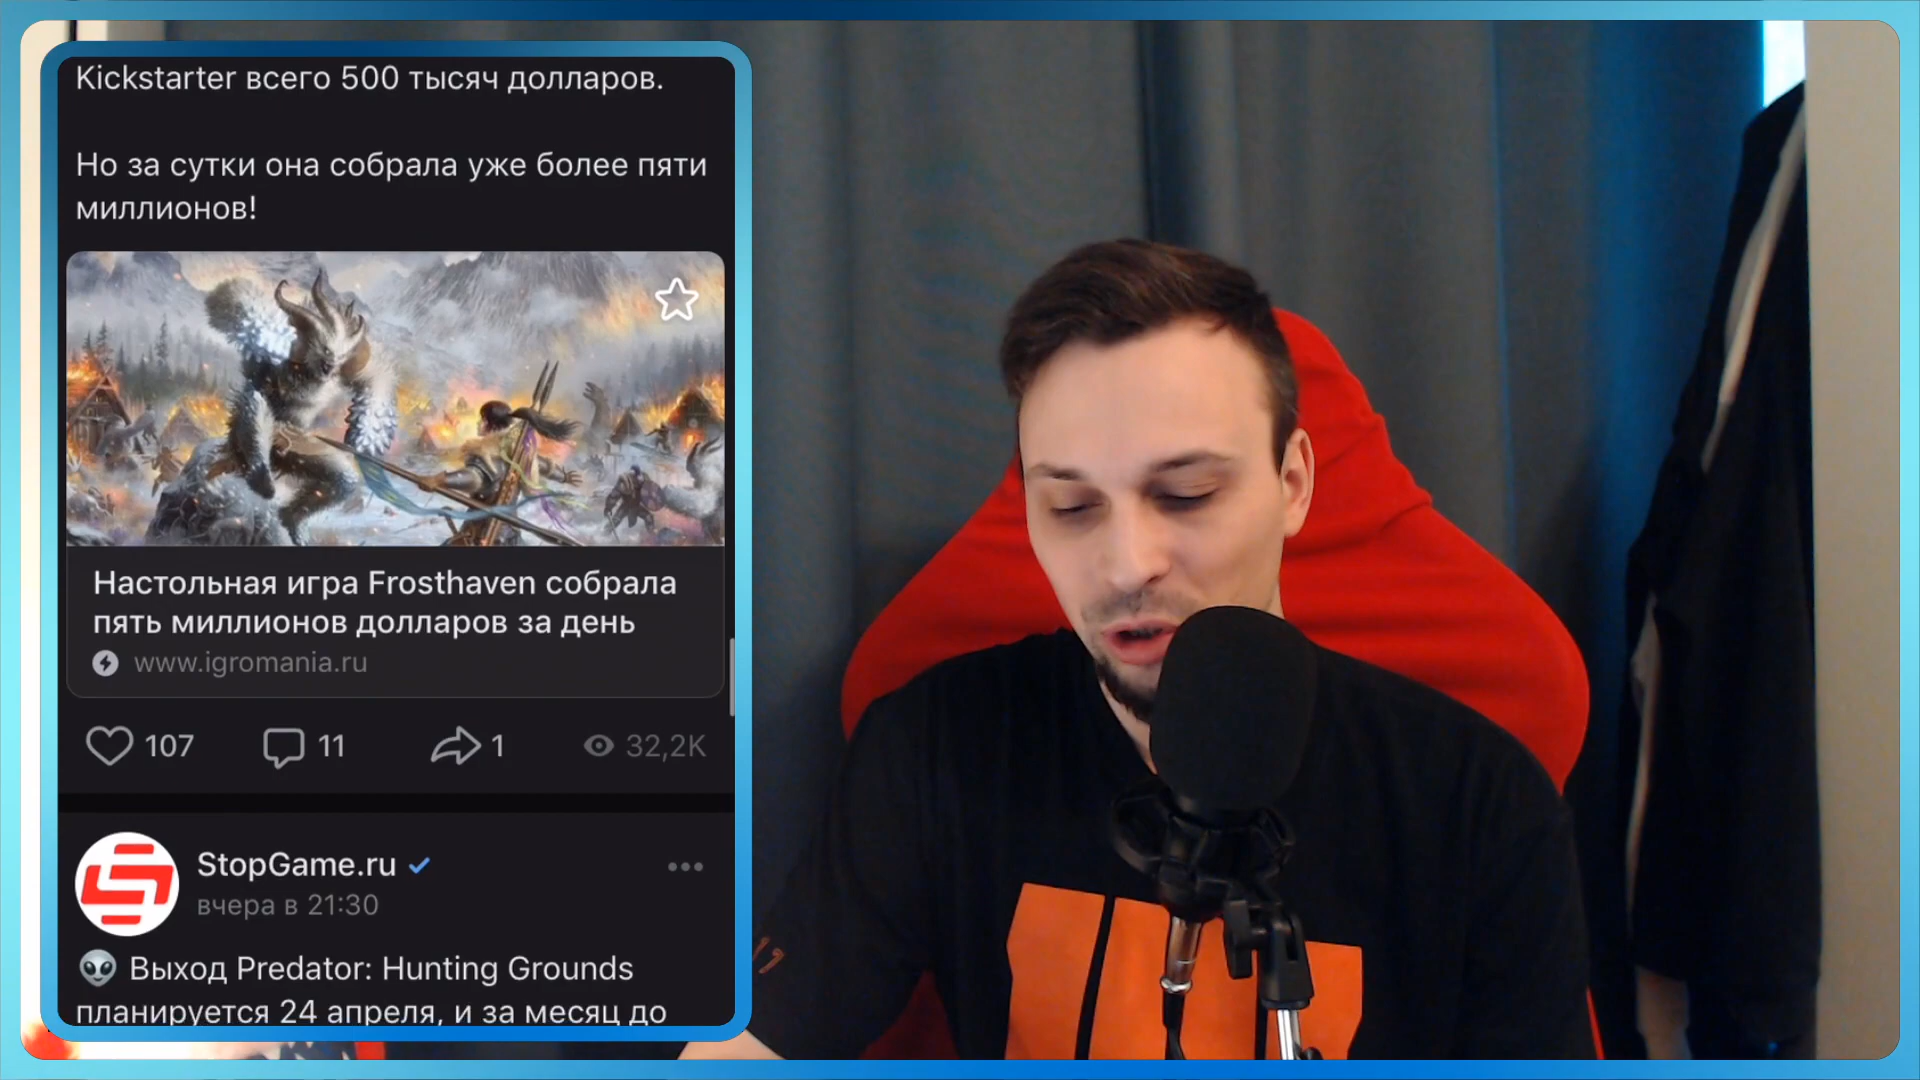 Kickstarter всего 500 тысяч долларов.
Но за сутки она собрала уже более пяти
миллионов!
Настольная игра Frosthaven собрала
пять миллионов долларов за день
www.igromania.ru
107
11
1
32,2K
StopGame.ru
вчера в 21:30
Выход Predator: Hunting Grounds
планируется 24 апреля, и за месяц до